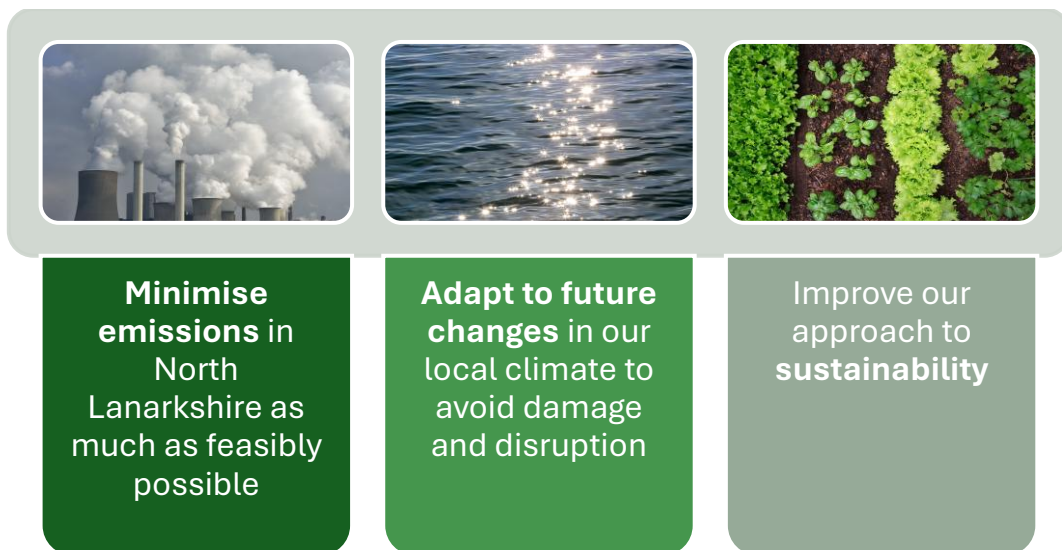 Minimise
emissions in
North
Lanarkshire as
much as feasibly
possible
Adapt to future
changes in our
local climate to
avoid damage
and disruption
Improve our
approach to
sustainability